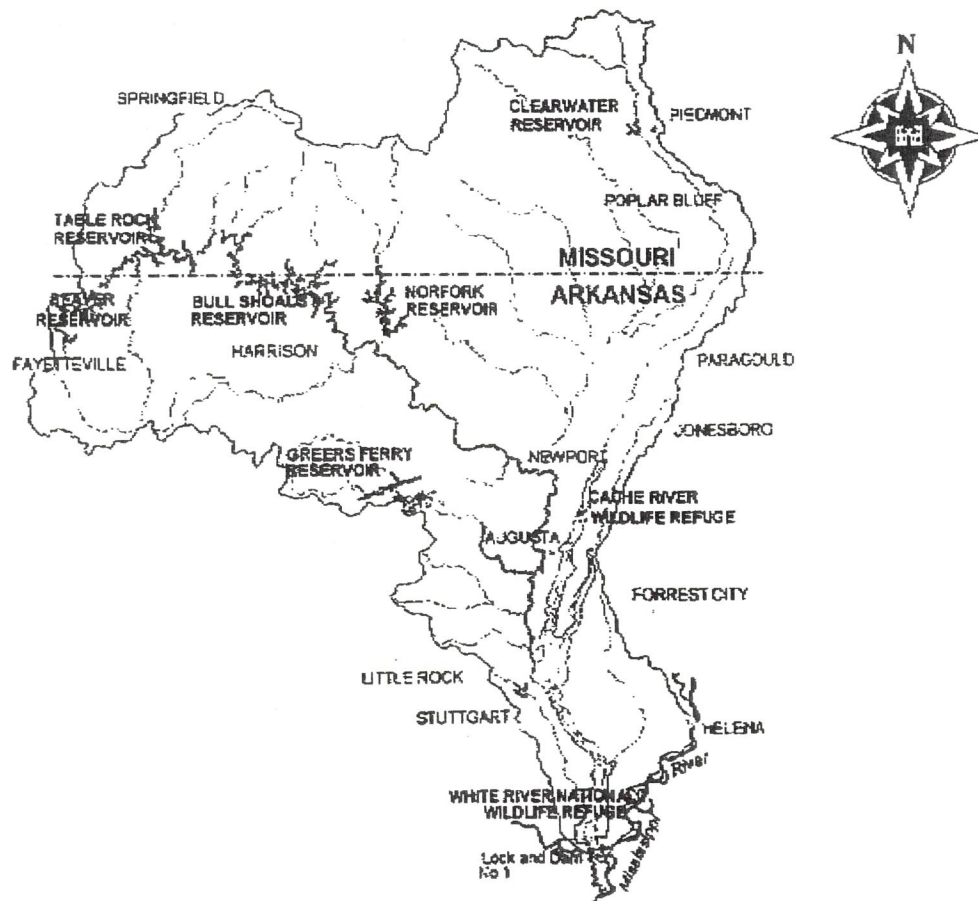 N
SPRINGFIELD
CLEARWATER
RESERVOIR
PIEDMONT
POPLAR BLUFF
TABLE ROCK
RESERVOIR
MISSOURI
ARKANSAS
BEAVER
RESERVOIR
BULL SHOALS
RESERVOIR
NORFORK
RESERVOIR
HARRISON
FAYETTEVILLE
PARAGOULD
JONESBORO
NEWPORT
GREERS FERRY
RESERVOIR
CACHE RIVER
WILDLIFE REFUGE
AUGUSTA
FORREST CITY
LITTLE ROCK
STUTTGART
HELENA
River
WHITE RIVER NATIONAL
WILDLIFE REFUGE
Lock and Dam
No 1
Mississippi